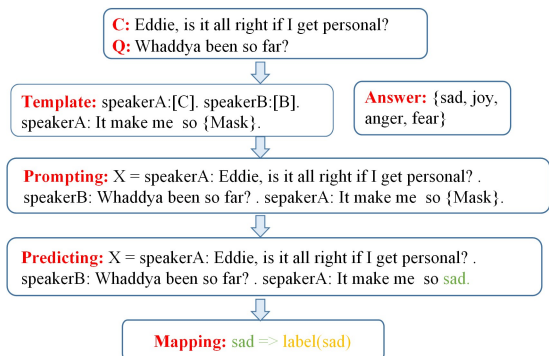 C: Eddie, is it all right if I get personal?
Q: Whaddya been so far?
Template: speakerA:[C]. speakerB:[B].
speakerA: It make me so {Mask}.
Answer: {sad, joy,
anger, fear}
Prompting: X = speakerA: Eddie, is it all right if I get personal? .
speakerB: Whaddya been so far? . sepakerA: It make me so {Mask}.
Predicting: X = speakerA: Eddie, is it all right if I get personal? .
speakerB: Whaddya been so far? . sepakerA: It make me so sad.
Mapping: sad => label(sad)